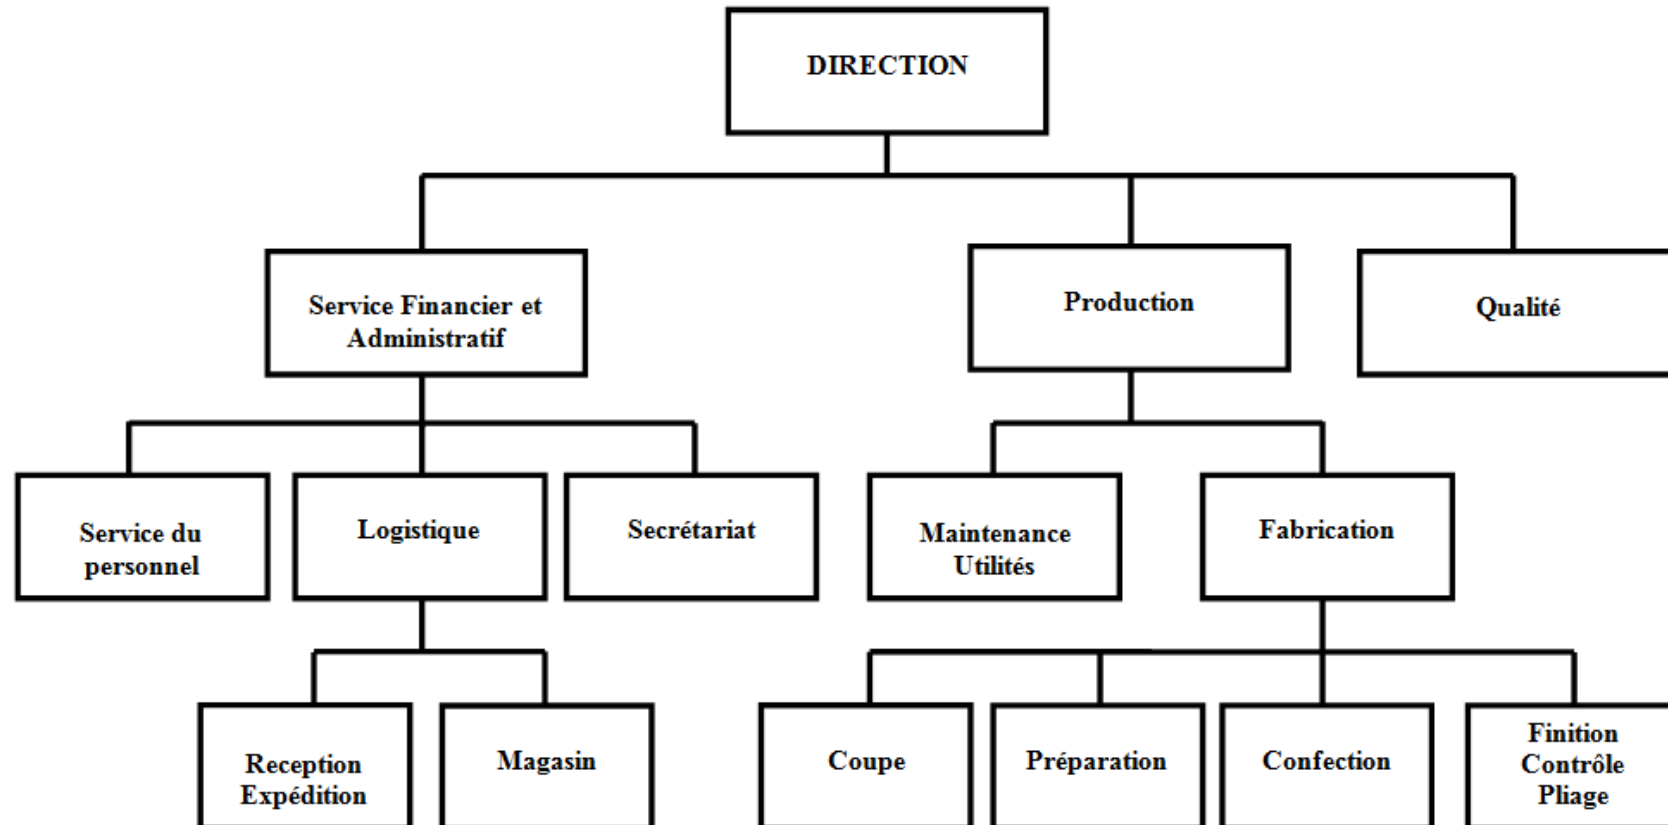 DIRECTION
Service Financier et
Administratif
Production
Qualité
Service du
personnel
Logistique
Secrétariat
Maintenance
Utilités
Fabrication
Reception
Expédition
Magasin
Coupe
Préparation
Confection
Finition
Contrôle
Pliage